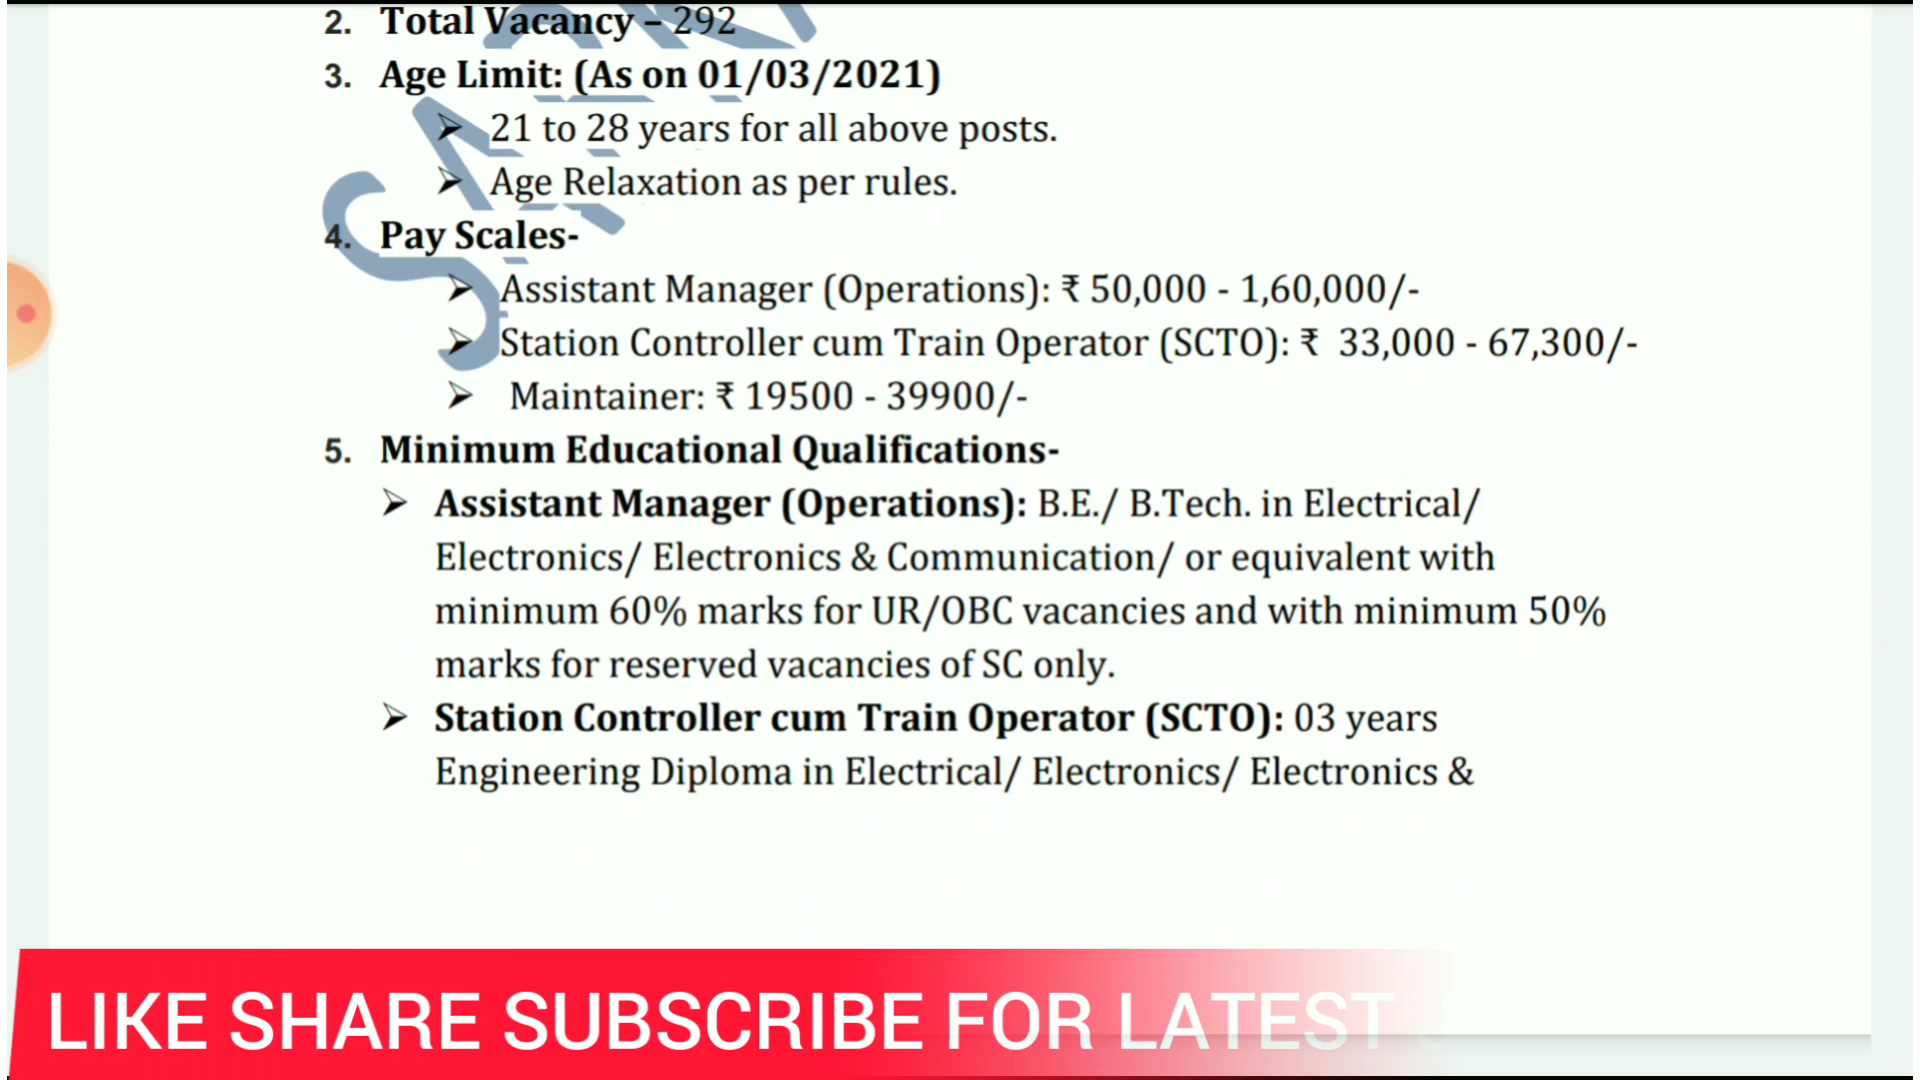 2. Total Vacancy – 292
3. Age Limit: (As on 01/03/2021)
➢ 21 to 28 years for all above posts.
➢ Age Relaxation as per rules.
4. Pay Scales-
➢ Assistant Manager (Operations): ₹ 50,000 - 1,60,000/-
➢ Station Controller cum Train Operator (SCTO): ₹ 33,000 - 67,300/-
➢ Maintainer: ₹ 19500 - 39900/-
5. Minimum Educational Qualifications-
➢ Assistant Manager (Operations): B.E./ B.Tech. in Electrical/
Electronics/ Electronics & Communication/ or equivalent with
minimum 60% marks for UR/OBC vacancies and with minimum 50%
marks for reserved vacancies of SC only.
➢ Station Controller cum Train Operator (SCTO): 03 years
Engineering Diploma in Electrical/ Electronics/ Electronics &
LIKE SHARE SUBSCRIBE FOR LATEST